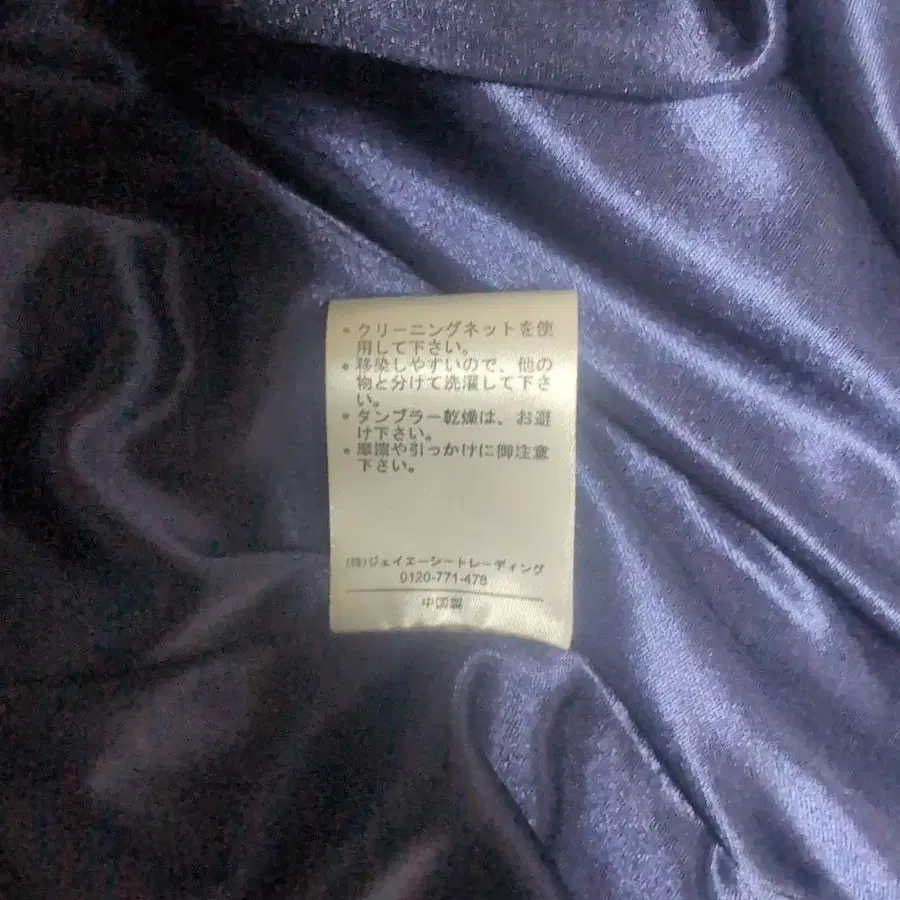 • クリーニングネットを使
用して下さい。
• 移染しやすいので、他の
物と分けて洗濯して下さ
い。
• タンブラー乾燥は、お避
け下さい。
• 摩擦や引っかけに御注意
下さい。
(株)ジェイエーシートレーディング
0120-771-478
中国製